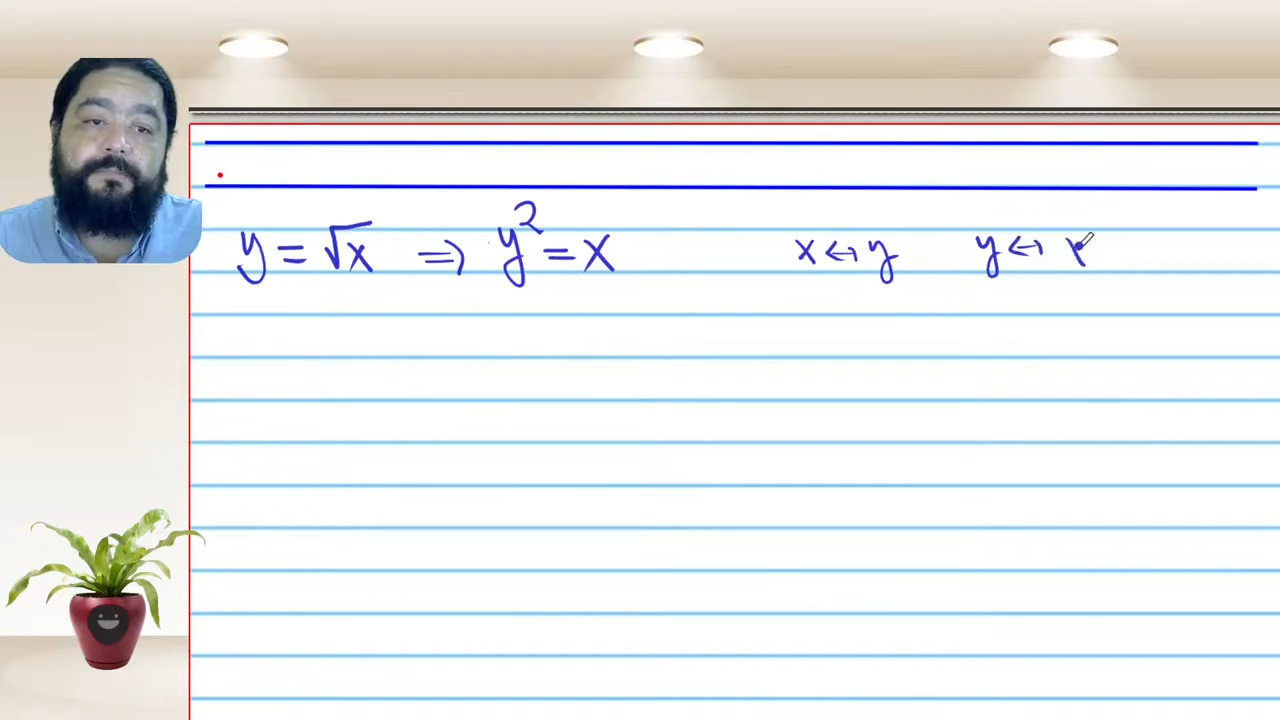 y = √x ⇒ y² = x x ↔ y y ↔ x